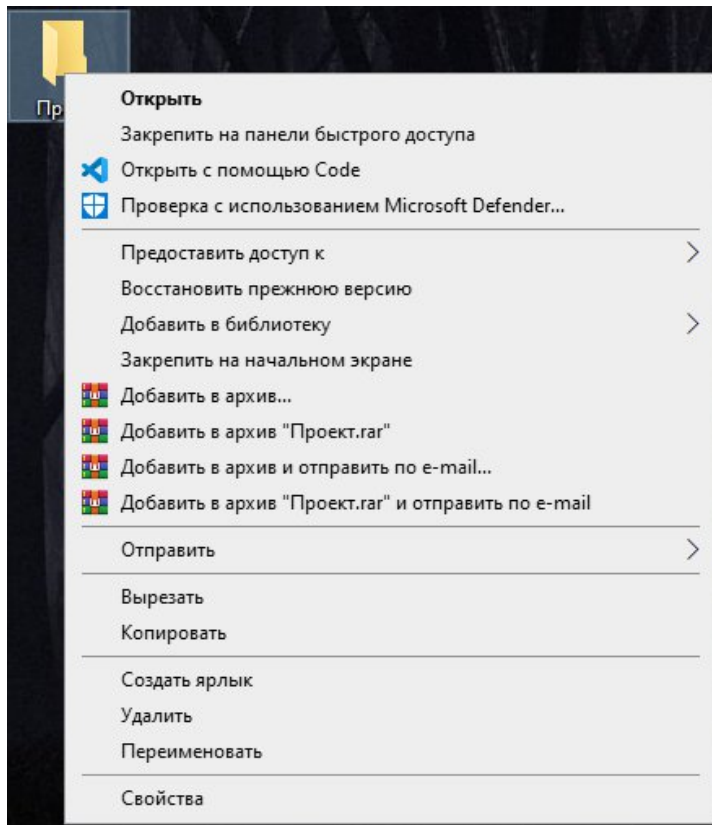 Пр
Открыть
Закрепить на панели быстрого доступа
Открыть с помощью Code
Проверка с использованием Microsoft Defender...
Предоставить доступ к
Восстановить прежнюю версию
Добавить в библиотеку
Закрепить на начальном экране
Добавить в архив...
Добавить в архив "Проект.rar"
Добавить в архив и отправить по e-mail...
Добавить в архив "Проект.rar" и отправить по e-mail
Отправить
Вырезать
Копировать
Создать ярлык
Удалить
Переименовать
Свойства